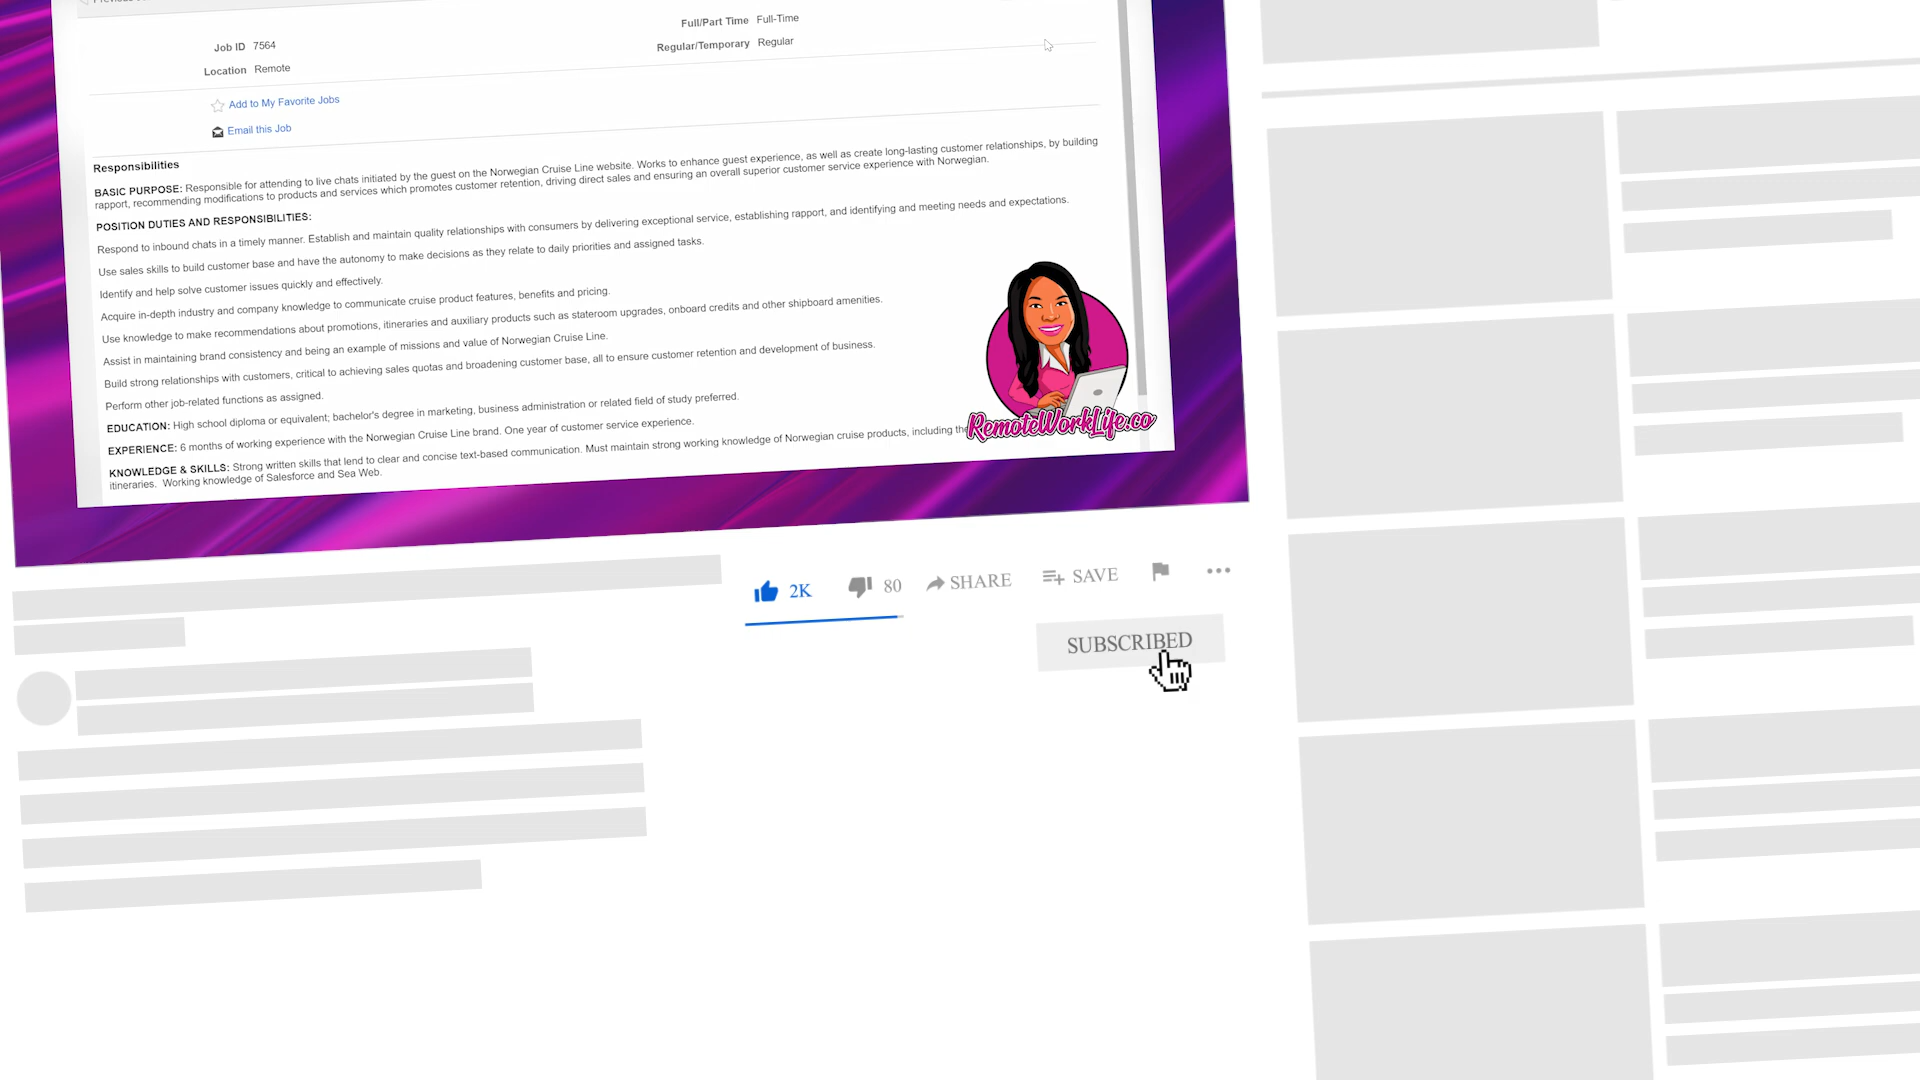 Full/Part Time Full-Time
Job ID 7564
Regular/Temporary Regular
Location Remote
Add to My Favorite Jobs
Email this Job
Responsibilities
BASIC PURPOSE: Responsible for attending to live chats initiated by the guest on the Norwegian Cruise Line website. Works to enhance guest experience, as well as create long-lasting customer relationships, by building
rapport, recommending modifications to products and services which promotes customer retention, driving direct sales and ensuring an overall superior customer service experience with Norwegian.
POSITION DUTIES AND RESPONSIBILITIES:
Respond to inbound chats in a timely manner. Establish and maintain quality relationships with consumers by delivering exceptional service, establishing rapport, and identifying and meeting needs and expectations.
Use sales skills to build customer base and have the autonomy to make decisions as they relate to daily priorities and assigned tasks.
Identify and help solve customer issues quickly and effectively.
Acquire in-depth industry and company knowledge to communicate cruise product features, benefits and pricing.
Use knowledge to make recommendations about promotions, itineraries and auxiliary products such as stateroom upgrades, onboard credits and other shipboard amenities.
Assist in maintaining brand consistency and being an example of missions and value of Norwegian Cruise Line.
Build strong relationships with customers, critical to achieving sales quotas and broadening customer base, all to ensure customer retention and development of business.
Perform other job-related functions as assigned.
EDUCATION: High school diploma or equivalent; bachelor's degree in marketing, business administration or related field of study preferred.
EXPERIENCE: 6 months of working experience with the Norwegian Cruise Line brand. One year of customer service experience.
KNOWLEDGE & SKILLS: Strong written skills that lend to clear and concise text-based communication. Must maintain strong working knowledge of Norwegian cruise products, including the
itineraries. Working knowledge of Salesforce and Sea Web.
RemoteWorkLife.co
2K 80 SHARE SAVE
SUBSCRIBED